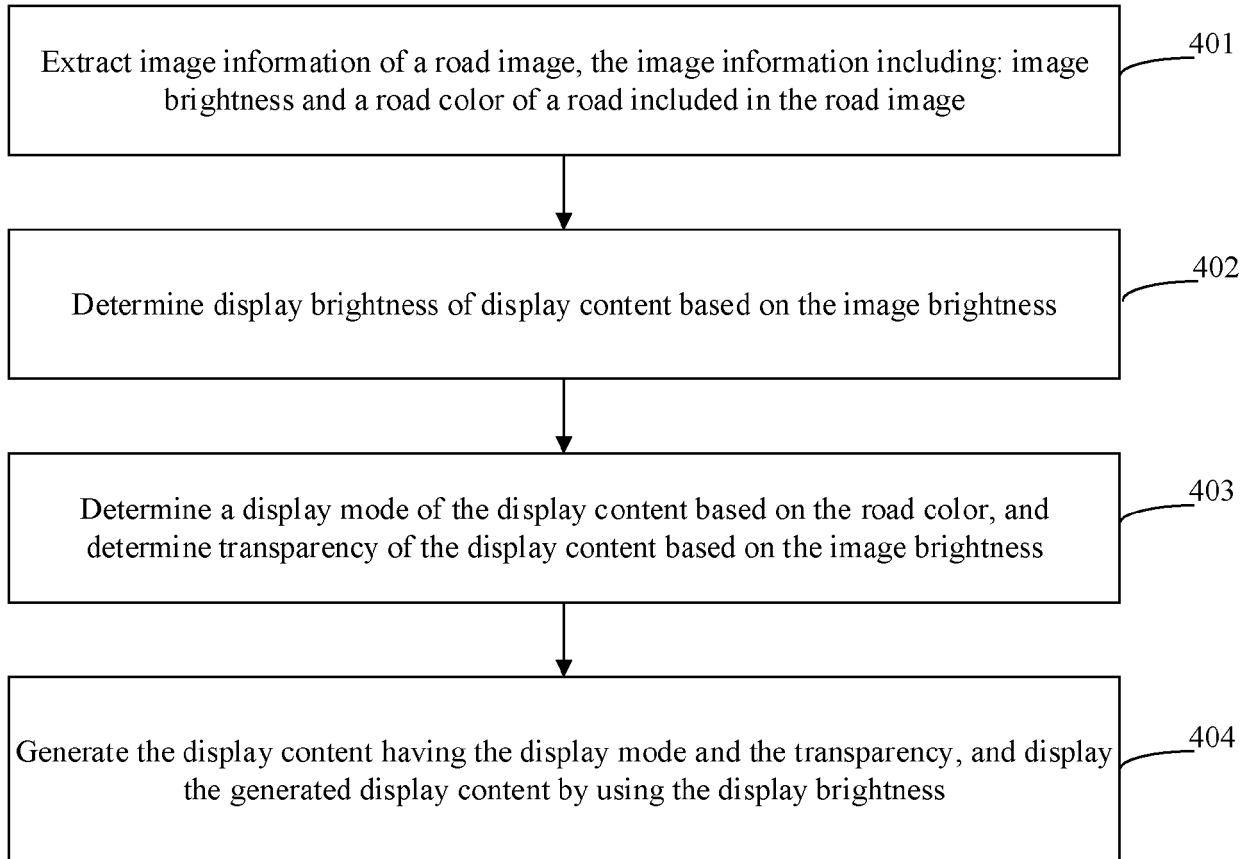 Extract image information of a road image, the image information including: image
brightness and a road color of a road included in the road image
401
Determine display brightness of display content based on the image brightness
402
Determine a display mode of the display content based on the road color, and
determine transparency of the display content based on the image brightness
403
Generate the display content having the display mode and the transparency, and display
the generated display content by using the display brightness
404